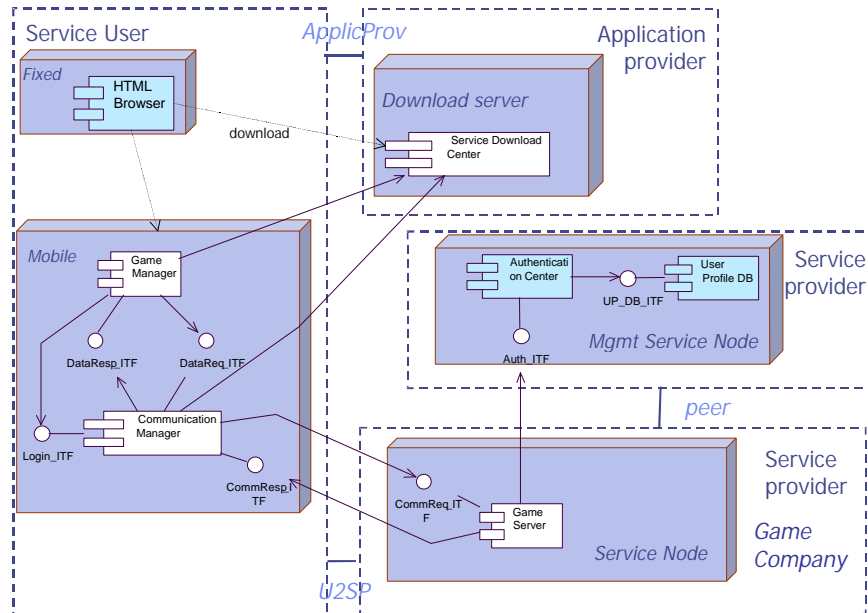 Service User
ApplicProv
Application
provider
Fixed
HTML
Browser
download
Download server
Service Download
Center
Mobile
Game
Manager
DataResp_ITF
DataReq_ITF
Communication
Manager
Login_ITF
CommResp_I
TF
Authenticati
on Center
UP_DB_ITF
User
Profile DB
Service
provider
Auth_ITF
Mgmt Service Node
peer
CommReq_IT
F
Game
Server
Service Node
Service
provider
Game
Company
U2SP